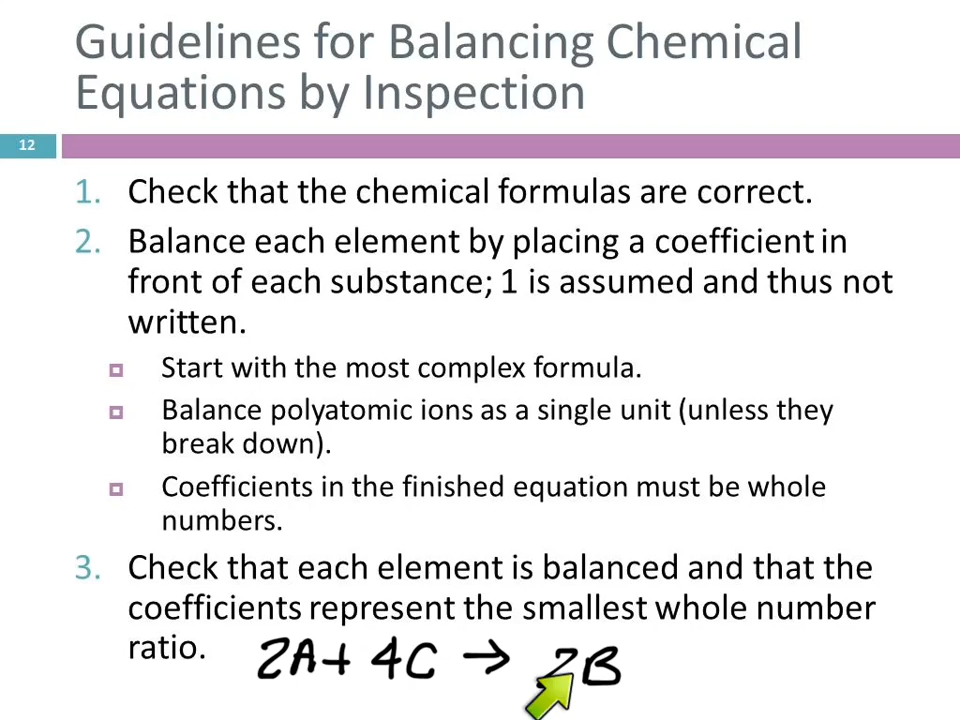 Guidelines for Balancing Chemical
Equations by Inspection
12
1. Check that the chemical formulas are correct.
2. Balance each element by placing a coefficient in
front of each substance; 1 is assumed and thus not
written.
Start with the most complex formula.
Balance polyatomic ions as a single unit (unless they
break down).
Coefficients in the finished equation must be whole
numbers.
3. Check that each element is balanced and that the
coefficients represent the smallest whole number
ratio.
2A + 4C → 2B